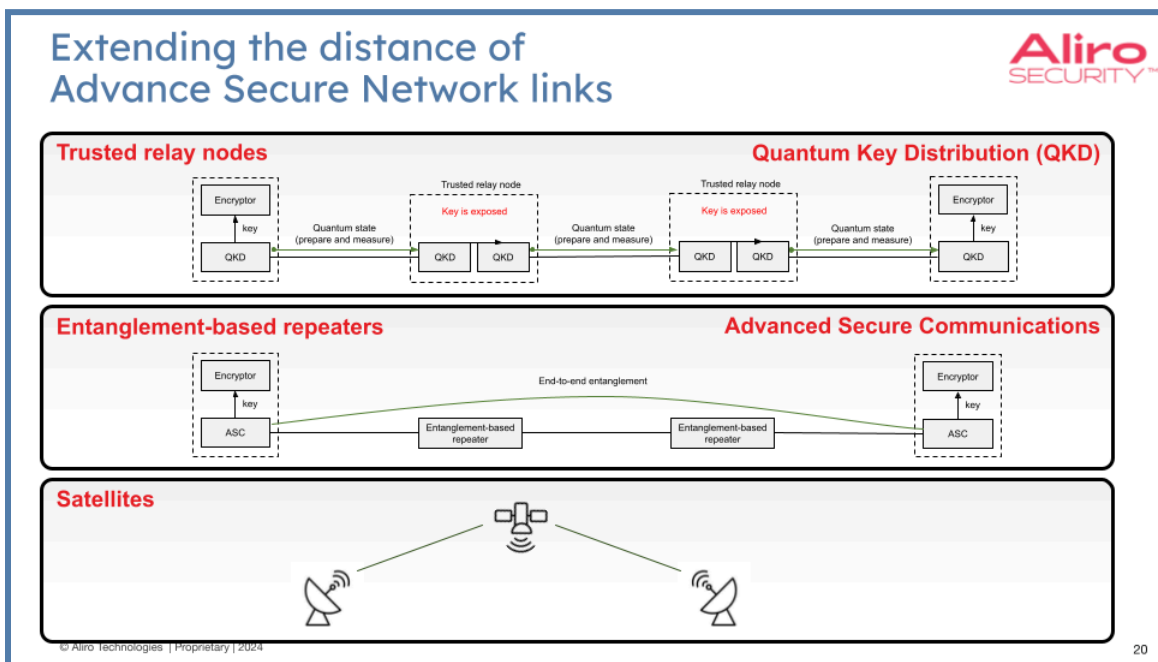 Extending the distance of
Advance Secure Network links
Aliro
SECURITY™
Trusted relay nodes
Quantum Key Distribution (QKD)
Encryptor
key
QKD
Quantum state
(prepare and measure)
Trusted relay node
Key is exposed
QKD
QKD
Quantum state
(prepare and measure)
Trusted relay node
Key is exposed
QKD
QKD
Quantum state
(prepare and measure)
Encryptor
key
QKD
Entanglement-based repeaters
Advanced Secure Communications
Encryptor
key
ASC
End-to-end entanglement
Entanglement-based
repeater
Entanglement-based
repeater
Encryptor
key
ASC
Satellites
© Aliro Technologies | Proprietary | 2024
20